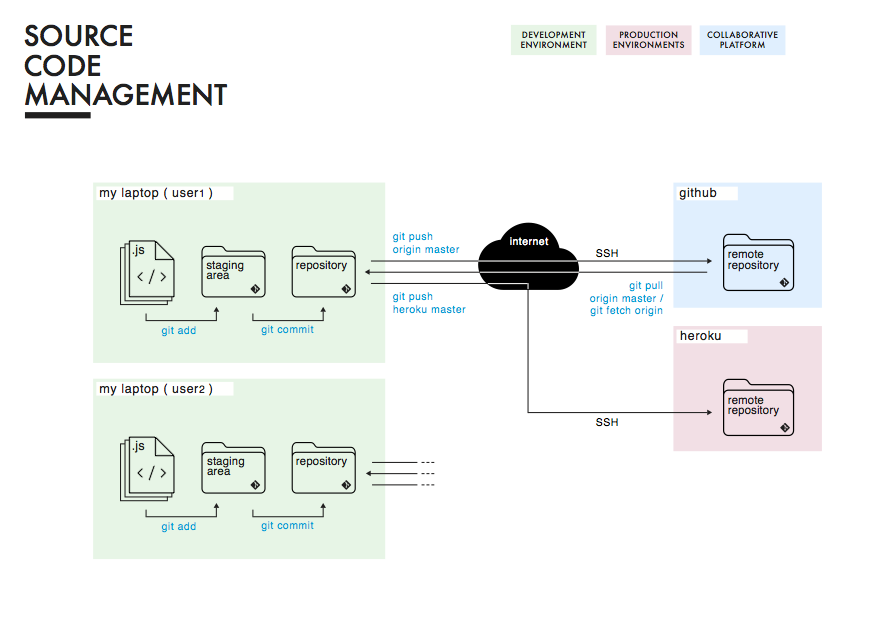 SOURCE
CODE
MANAGEMENT
DEVELOPMENT
ENVIRONMENT
PRODUCTION
ENVIRONMENTS
COLLABORATIVE
PLATFORM
my laptop ( user1 )
.js
</>
staging
area
repository
git add
git commit
git push
origin master
git push
heroku master
internet
SSH
git pull
origin master /
git fetch origin
github
remote
repository
heroku
remote
repository
SSH
my laptop ( user2 )
.js
</>
staging
area
repository
git add
git commit